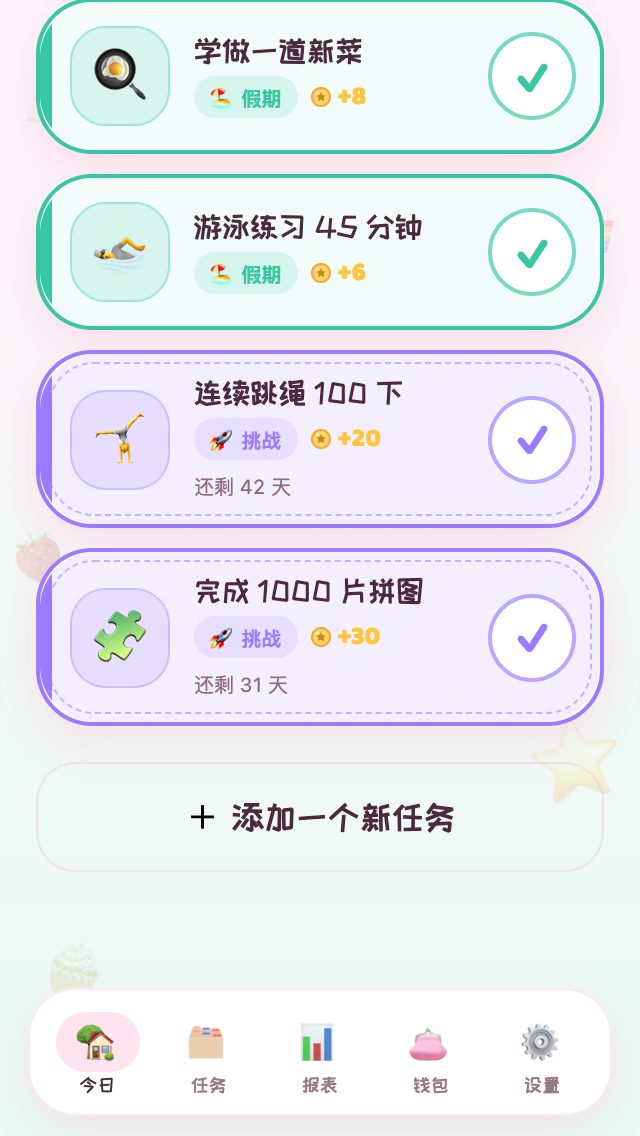 学做一道新菜
假期 +8
游泳练习 45 分钟
假期 +6
连续跳绳 100 下
挑战 +20
还剩 42 天
完成 1000 片拼图
挑战 +30
还剩 31 天
+ 添加一个新任务
今日 任务 报表 钱包 设置